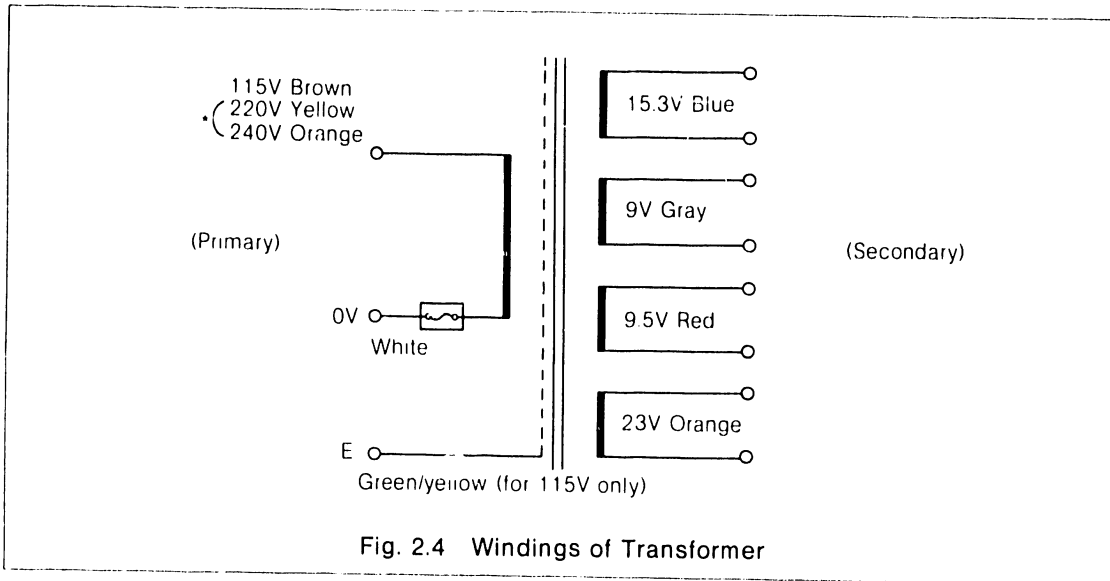 115V Brown
* 220V Yellow
240V Orange
(Primary)
0V
White
E
Green/yellow (for 115V only)
15.3V Blue
9V Gray
9.5V Red
23V Orange
(Secondary)
Fig. 2.4 Windings of Transformer